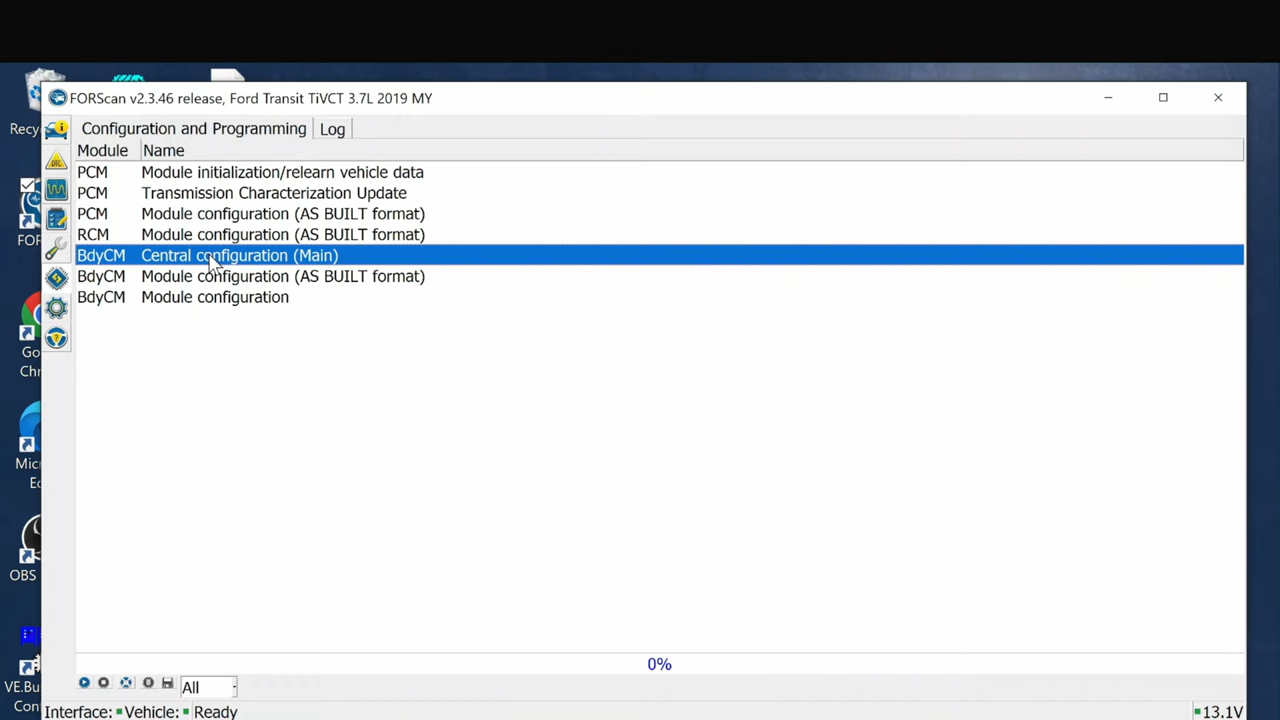 FORScan v2.3.46 release, Ford Transit TiVCT 3.7L 2019 MY
Recy
Configuration and Programming Log
Module Name
PCM Module initialization/relearn vehicle data
PCM Transmission Characterization Update
PCM Module configuration (AS BUILT format)
RCM Module configuration (AS BUILT format)
BdyCM Central configuration (Main)
BdyCM Module configuration (AS BUILT format)
BdyCM Module configuration
DTC
FOR
Go
Chr
Mic
Ec
OBS
VE.Bu
Con
0%
All
Interface: Vehicle: Ready
13.1V